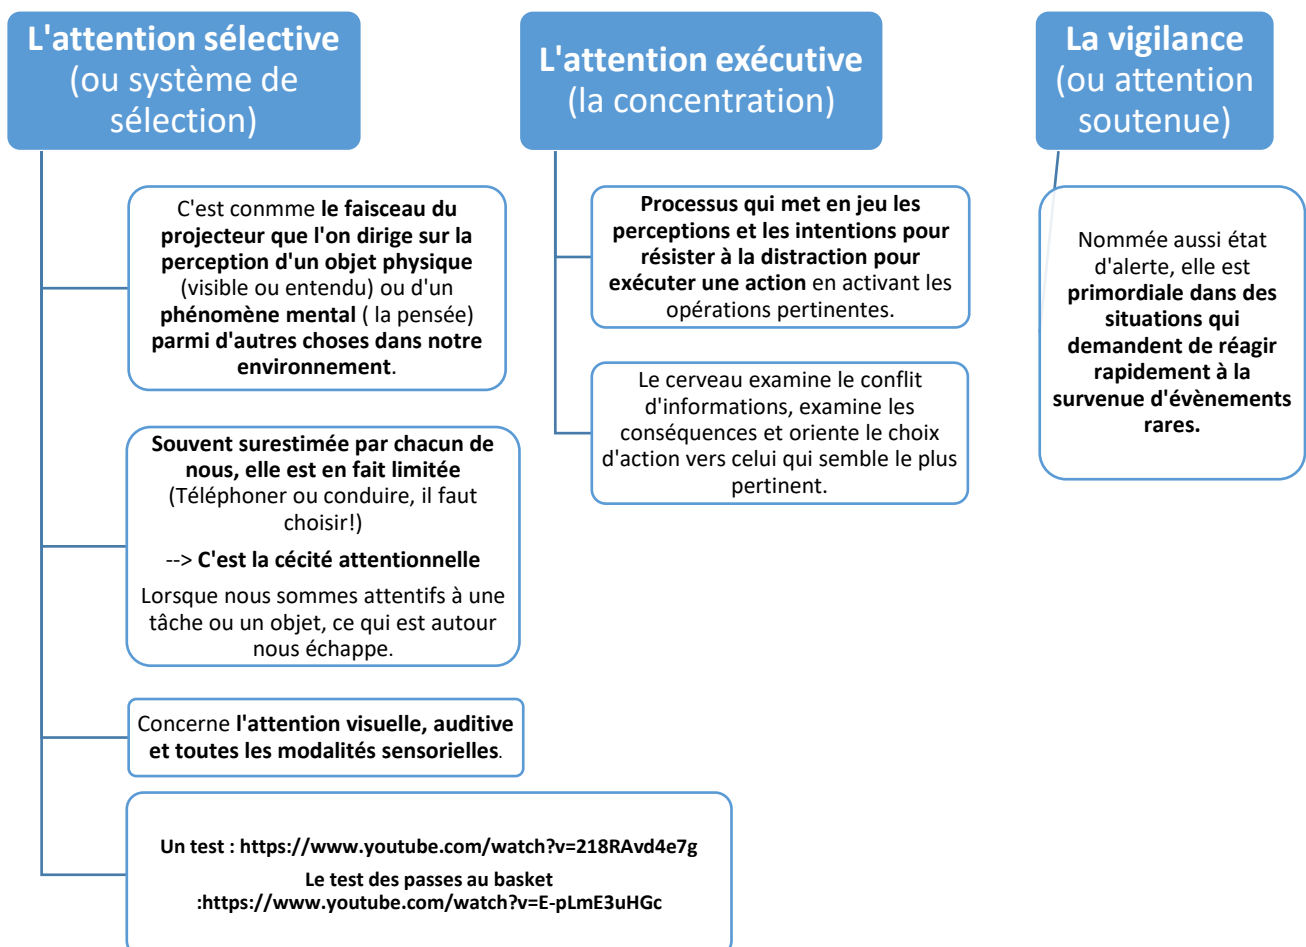 L'attention sélective
(ou système de
sélection)
C'est conmme le faisceau du
projecteur que l'on dirige sur la
perception d'un objet physique
(visible ou entendu) ou d'un
phénomène mental ( la pensée)
parmi d'autres choses dans notre
environnement.
Souvent surestimée par chacun de
nous, elle est en fait limitée
(Téléphoner ou conduire, il faut
choisir!)
--> C'est la cécité attentionnelle
Lorsque nous sommes attentifs à une
tâche ou un objet, ce qui est autour
nous échappe.
Concerne l'attention visuelle, auditive
et toutes les modalités sensorielles.
Un test : https://www.youtube.com/watch?v=218RAvd4e7g
Le test des passes au basket
:https://www.youtube.com/watch?v=E-pLmE3uHGc
L'attention exécutive
(la concentration)
Processus qui met en jeu les
perceptions et les intentions pour
résister à la distraction pour
exécuter une action en activant les
opérations pertinentes.
Le cerveau examine le conflit
d'informations, examine les
conséquences et oriente le choix
d'action vers celui qui semble le plus
pertinent.
La vigilance
(ou attention
soutenue)
Nommée aussi état
d'alerte, elle est
primordiale dans des
situations qui
demandent de réagir
rapidement à la
survenue d'évènements
rares.